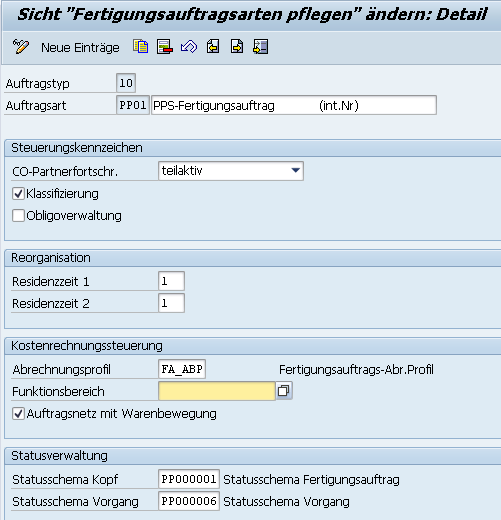 Sicht "Fertigungsauftragsarten pflegen" ändern: Detail
Neue Einträge
Auftragstyp 10
Auftragsart PP01 PPS-Fertigungsauftrag (int.Nr)
Steuerungskennzeichen
CO-Partnerfortschr. teilaktiv
Klassifizierung
Obligoverwaltung
Reorganisation
Residenzzeit 1 1
Residenzzeit 2 1
Kostenrechnungssteuerung
Abrechnungsprofil FA_ABP Fertigungsauftrags-Abr.Profil
Funktionsbereich
Auftragsnetz mit Warenbewegung
Statusverwaltung
Statusschema Kopf PP000001 Statusschema Fertigungsauftrag
Statusschema Vorgang PP000006 Statusschema Vorgang